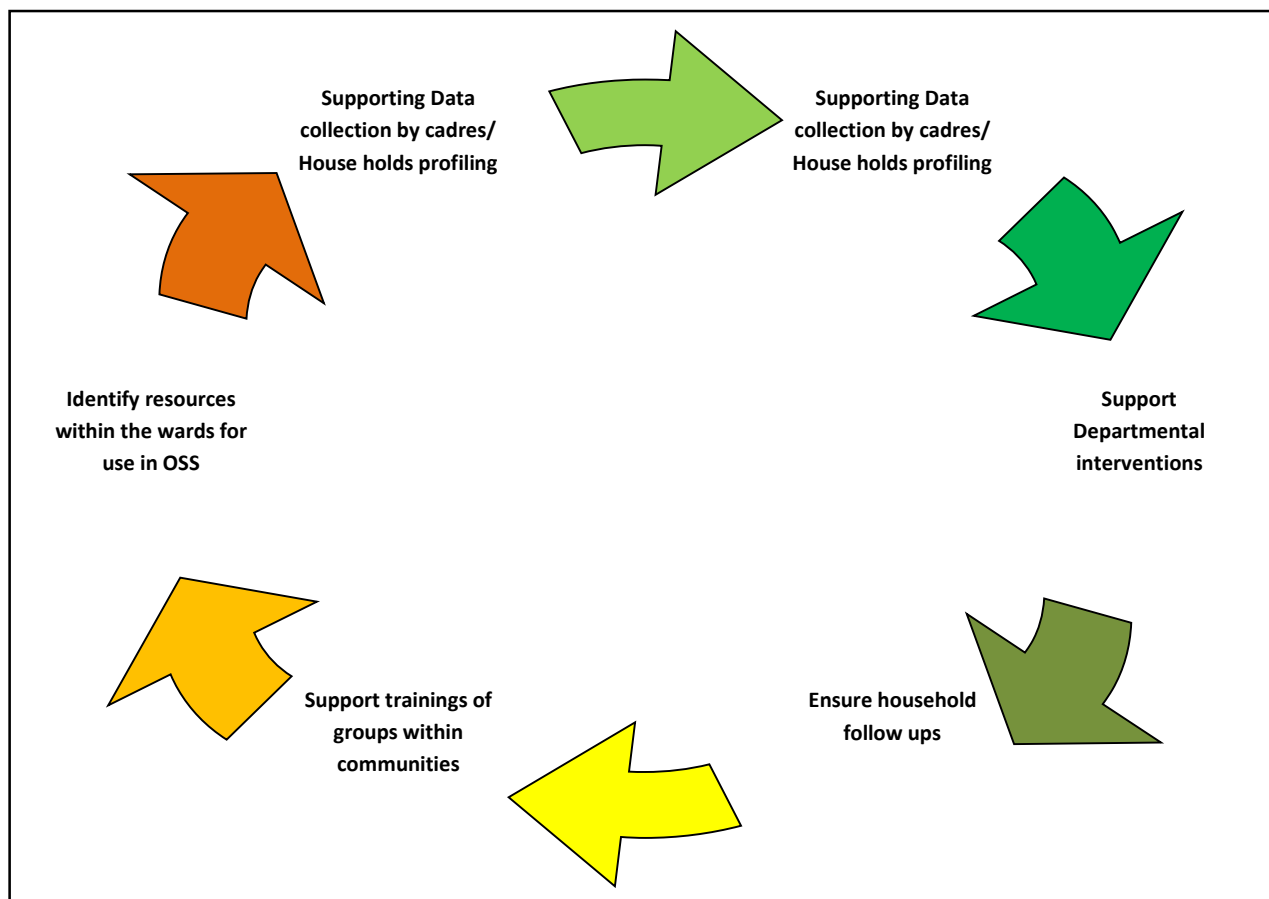 Supporting Data
collection by cadres/
House holds profiling
Supporting Data
collection by cadres/
House holds profiling
Support
Departmental
interventions
Ensure household
follow ups
Support trainings of
groups within
communities
Identify resources
within the wards for
use in OSS